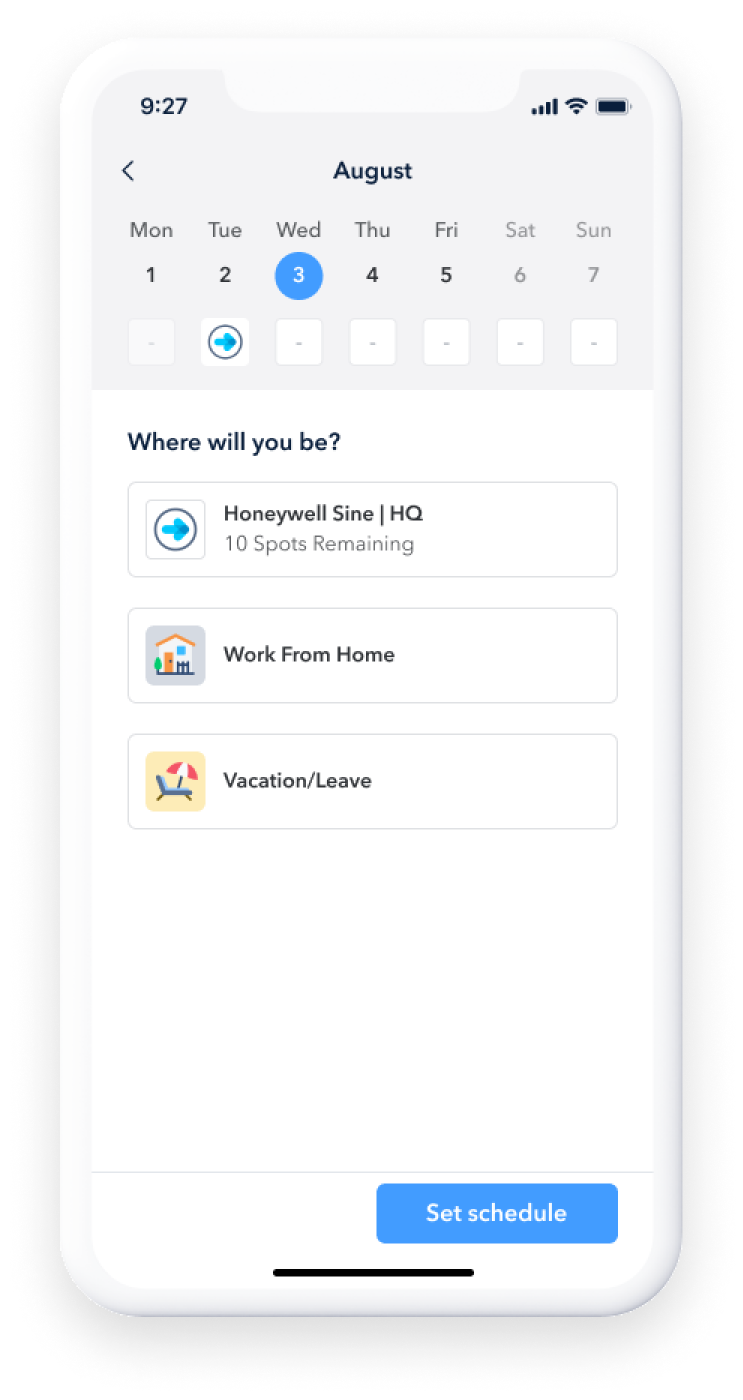 9:27
August
Mon Tue Wed Thu Fri Sat Sun
1 2 3 4 5 6 7
- - - - - -
Where will you be?
Honeywell Sine | HQ
10 Spots Remaining
Work From Home
Vacation/Leave
Set schedule